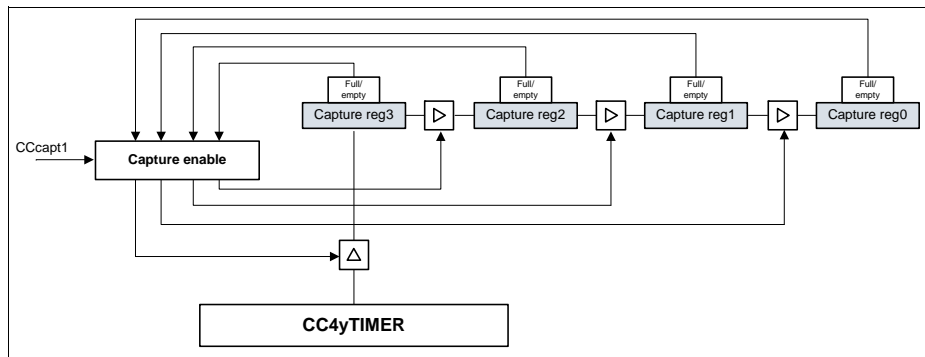 Full/
empty
Full/
empty
Full/
empty
Full/
empty
Capture reg3
Capture reg2
Capture reg1
Capture reg0
CCcapt1
Capture enable
CC4yTIMER